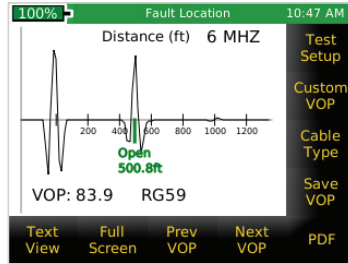 100% Fault Location 10:47 AM
Distance (ft) 6 MHZ
Test
Setup
Custom
VOP
200 400 600 800 1000 1200
Cable
Type
Open
500.8ft
Save
VOP
VOP: 83.9 RG59
Text
View
Full
Screen
Prev
VOP
Next
VOP
PDF